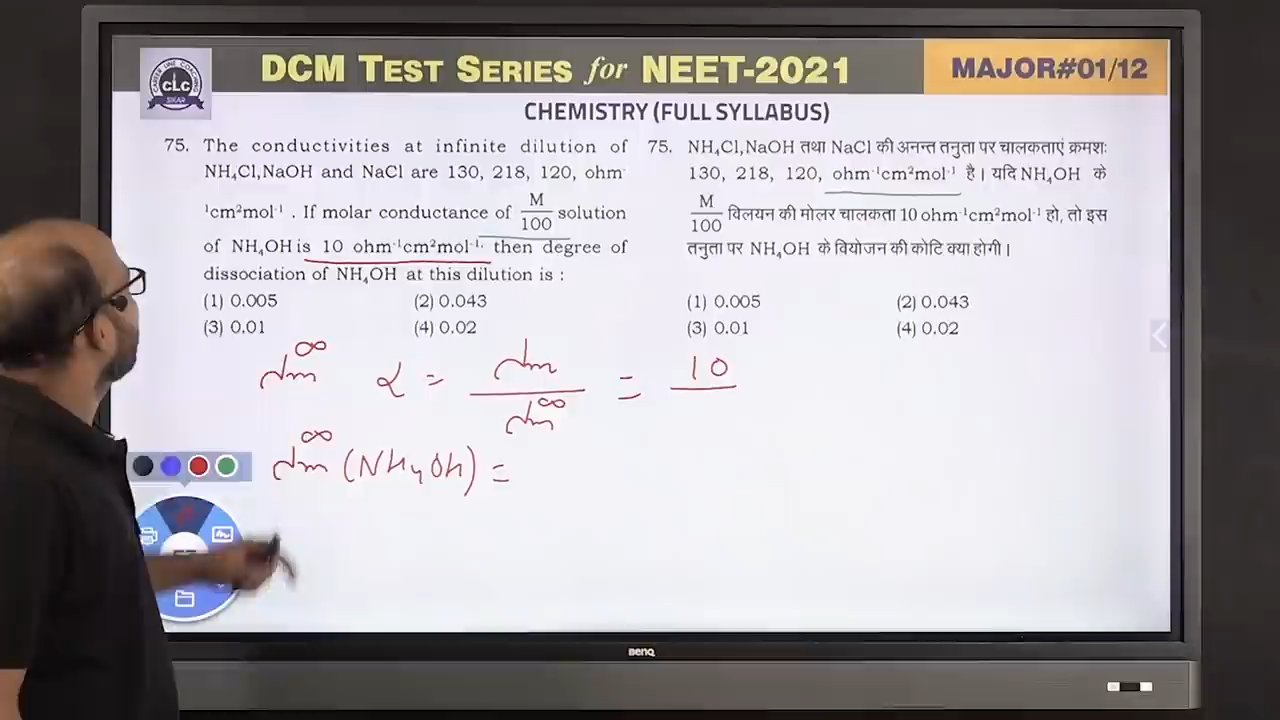 CLC
SIKAR
DCM TEST SERIES for NEET-2021
MAJOR#01/12
CHEMISTRY (FULL SYLLABUS)
75. The conductivities at infinite dilution of
NH₄Cl,NaOH and NaCl are 130, 218, 120, ohm⁻
¹cm²mol⁻¹ . If molar conductance of M/100 solution
of NH₄OH is 10 ohm⁻¹cm²mol⁻¹, then degree of
dissociation of NH₄OH at this dilution is :
(1) 0.005 (2) 0.043
(3) 0.01 (4) 0.02
75. NH₄Cl,NaOH तथा NaCl की अनन्त तनुता पर चालकताएं क्रमशः
130, 218, 120, ohm⁻¹cm²mol⁻¹ है। यदि NH₄OH के
M/100 विलयन की मोलर चालकता 10 ohm⁻¹cm²mol⁻¹ हो, तो इस
तनुता पर NH₄OH के वियोजन की कोटि क्या होगी।
(1) 0.005 (2) 0.043
(3) 0.01 (4) 0.02
λm^∞ α = λm / λm^∞ = 10
λm^∞ (NH₄OH) =
BenQ